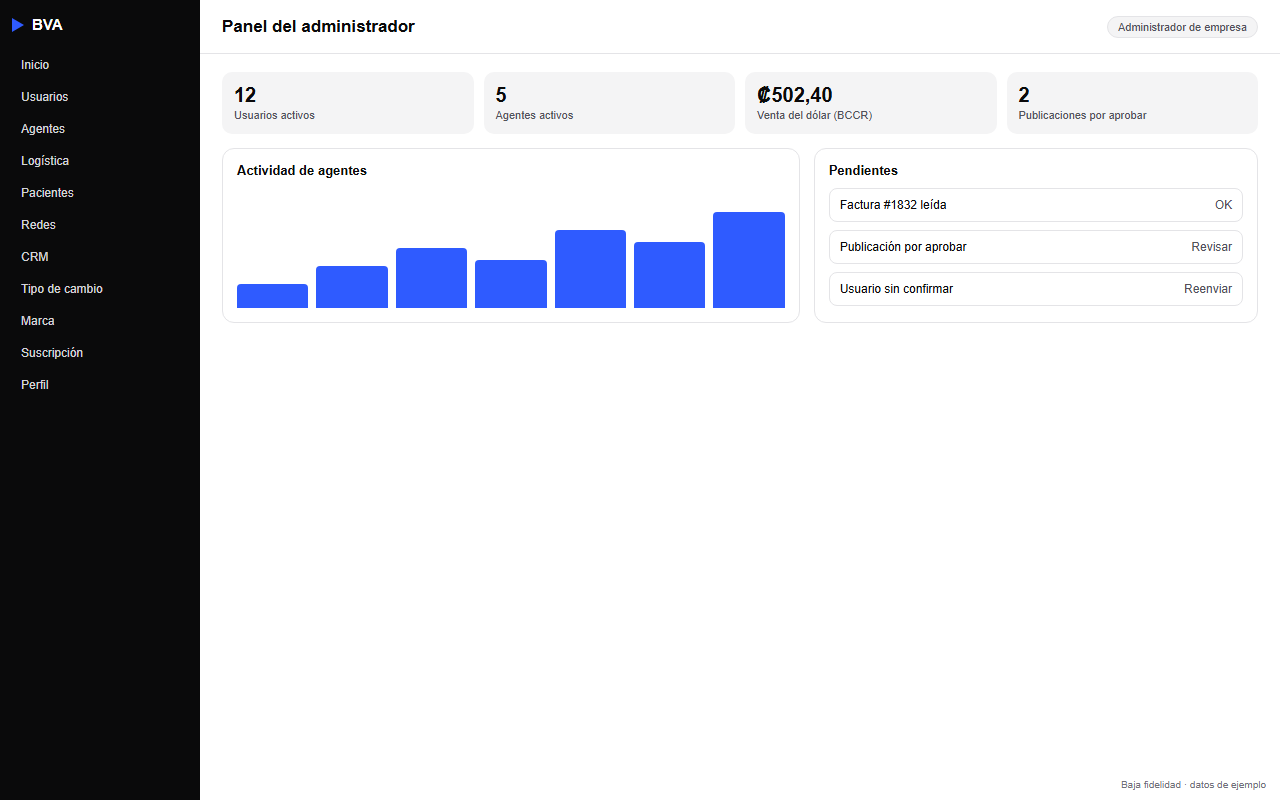 BVA
Inicio
Usuarios
Agentes
Logística
Pacientes
Redes
CRM
Tipo de cambio
Marca
Suscripción
Perfil
Panel del administrador
Administrador de empresa
12
Usuarios activos
5
Agentes activos
₡502,40
Venta del dólar (BCCR)
2
Publicaciones por aprobar
Actividad de agentes
Pendientes
Factura #1832 leída OK
Publicación por aprobar Revisar
Usuario sin confirmar Reenviar
Baja fidelidad · datos de ejemplo